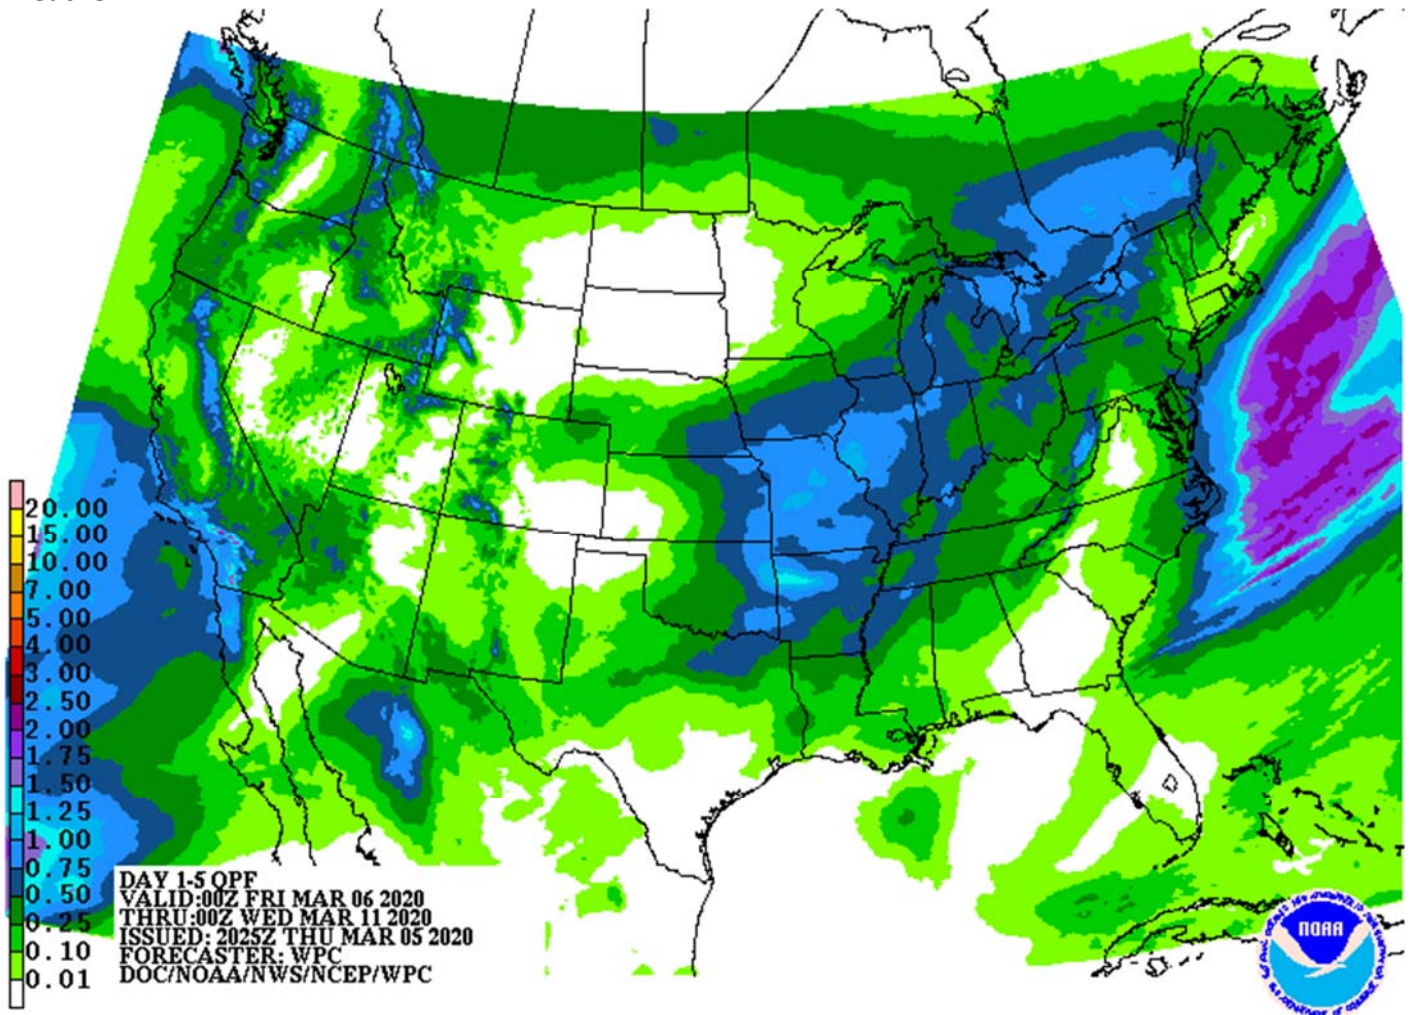 20.00
15.00
10.00
7.00
5.00
4.00
3.00
2.50
2.00
1.75
1.50
1.25
1.00
0.75
0.50
0.25
0.10
0.01
DAY 1-5 QPF
VALID:00Z FRI MAR 06 2020
THRU:00Z WED MAR 11 2020
ISSUED: 2025Z THU MAR 05 2020
FORECASTER: WPC
DOC/NOAA/NWS/NCEP/WPC
NOAA